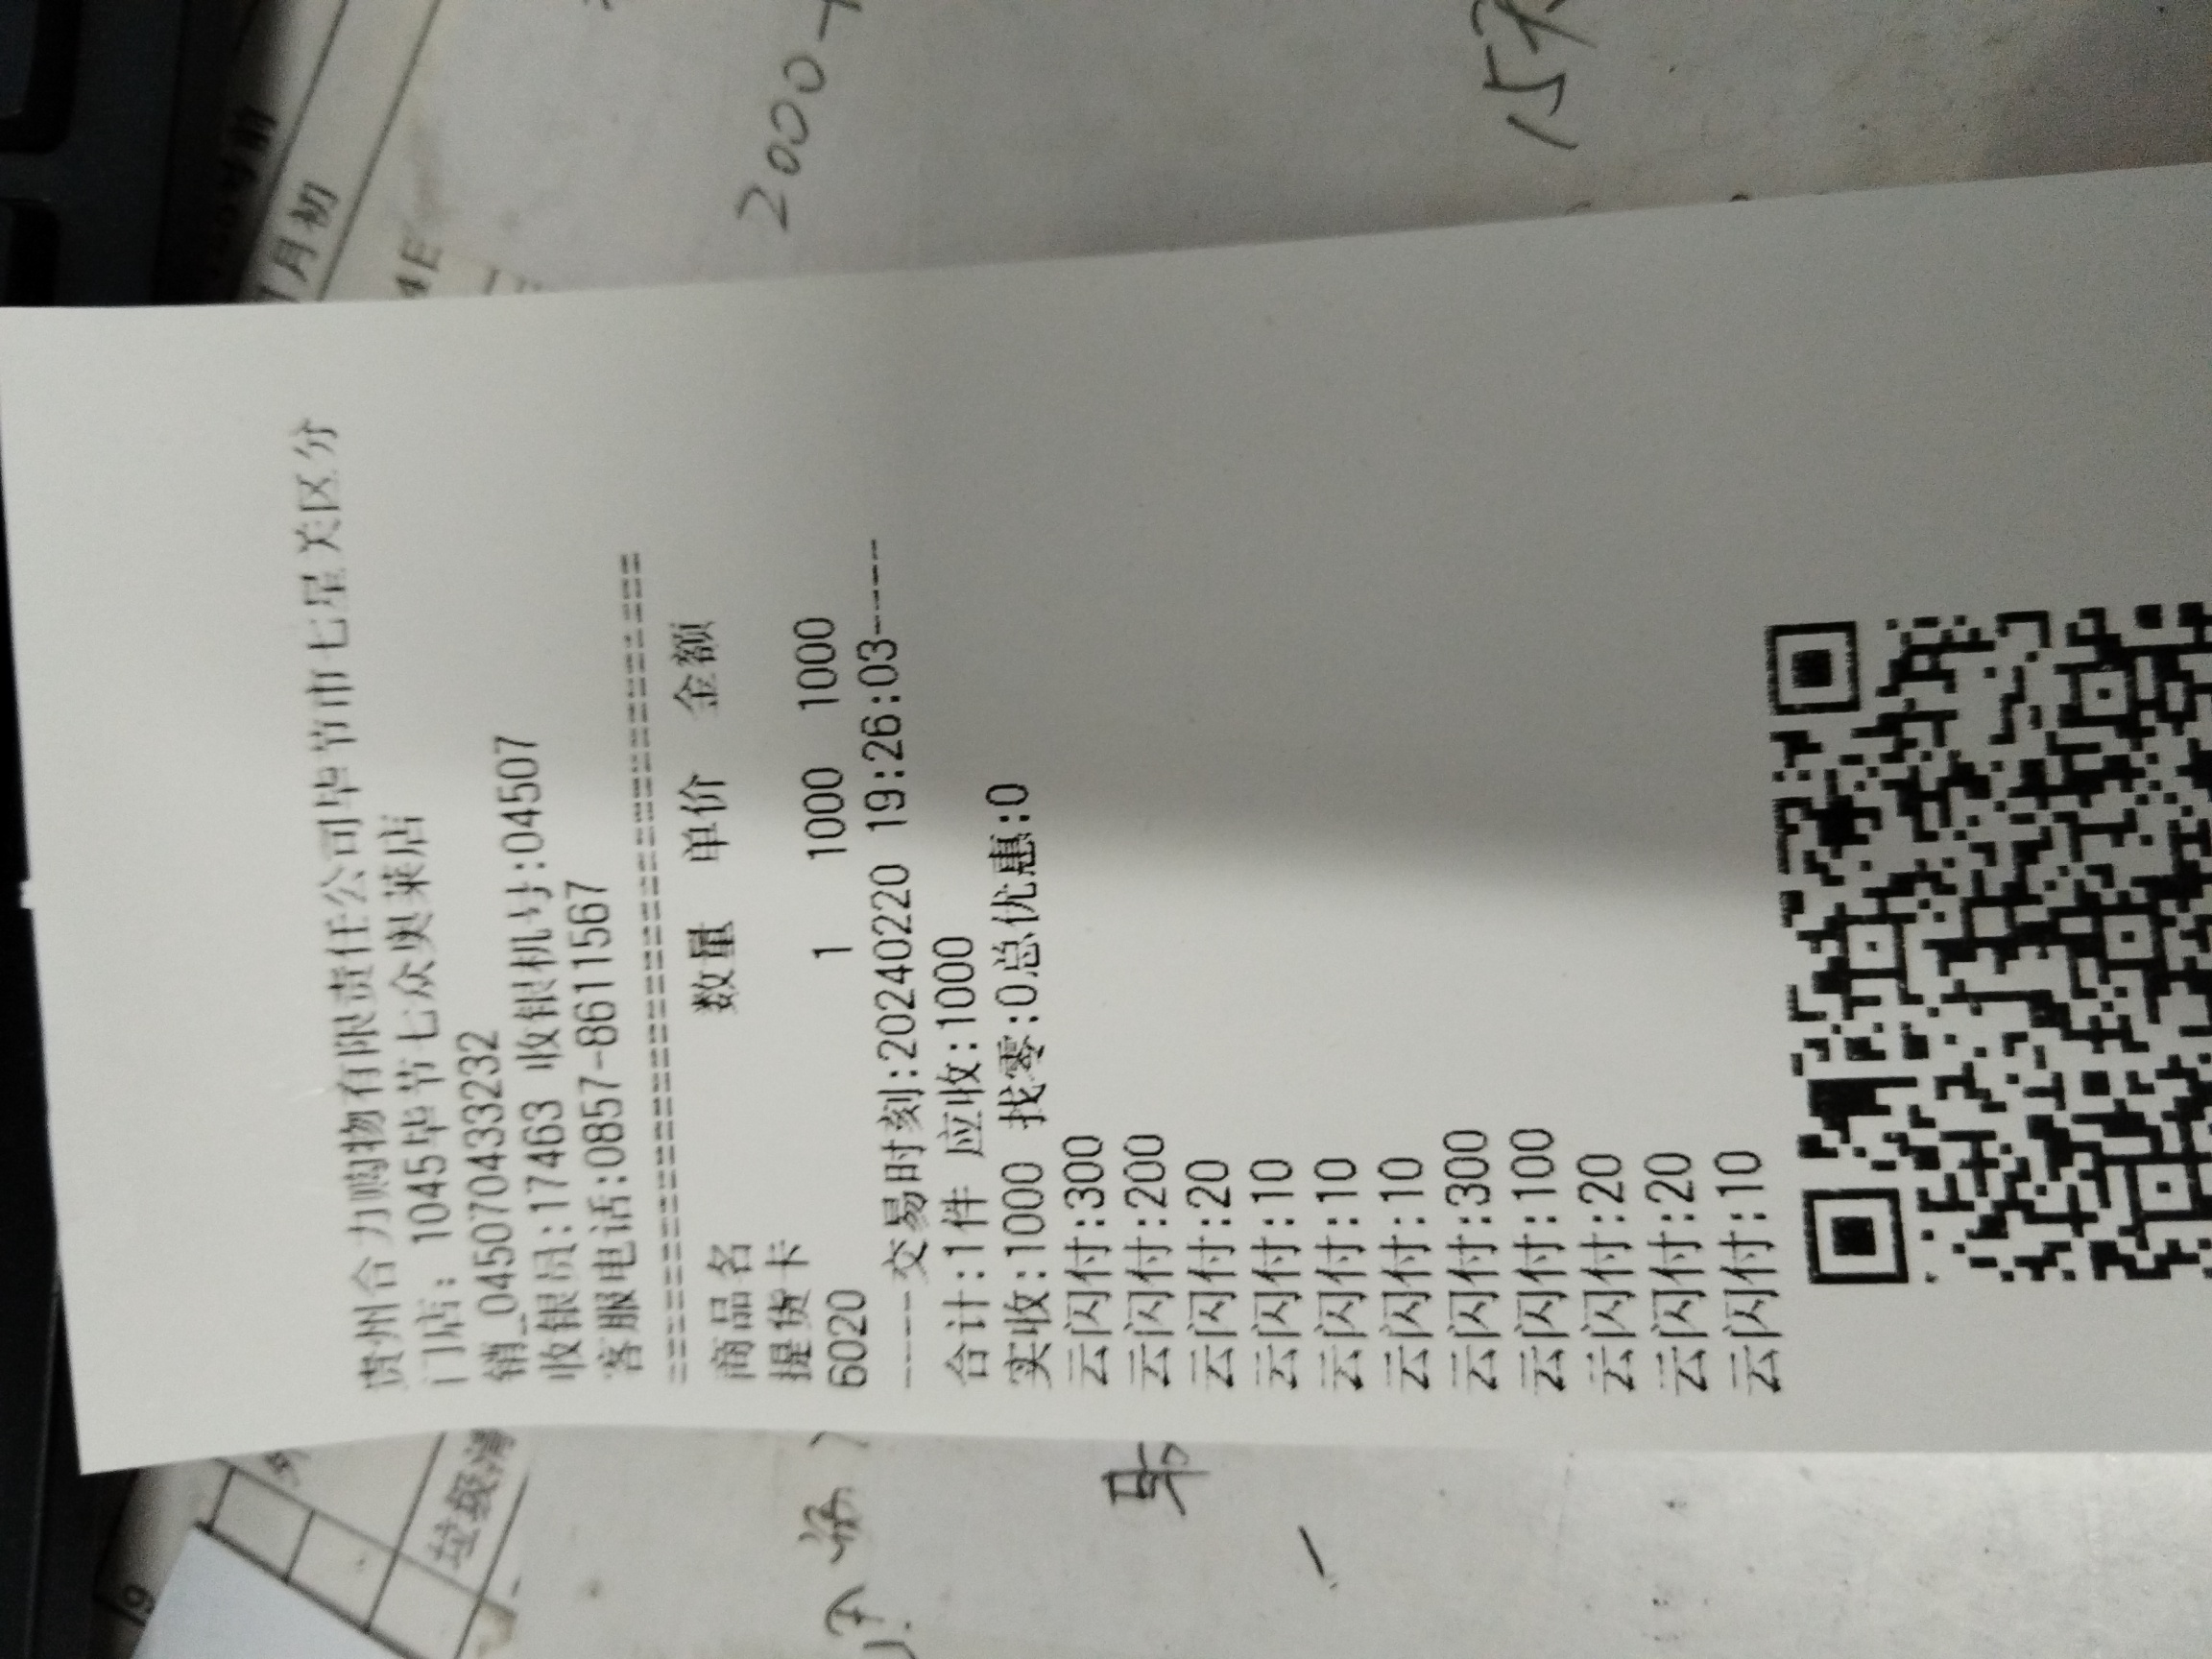 贵州合力购物有限责任公司毕节市七星关区分
门店: 1045毕节七众奥莱店
销_045070433232
收银员:17463 收银机号:04507
客服电话:0857-8611567
========================================
商品名 数量 单价 金额
提货卡
6020 1 1000 1000
----交易时刻:20240220 19:26:03-----
合计:1件 应收:1000
实收:1000 找零:0总优惠:0
云闪付:300
云闪付:200
云闪付:20
云闪付:10
云闪付:10
云闪付:10
云闪付:300
云闪付:100
云闪付:20
云闪付:20
云闪付:10
月初
2000
15天